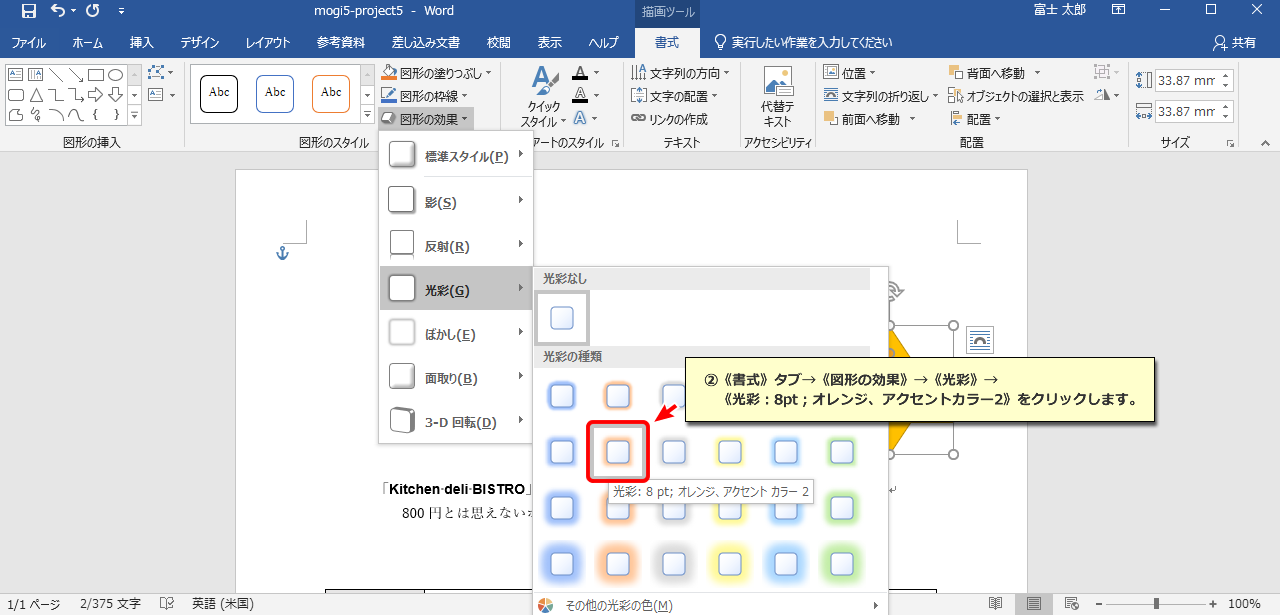 mogi5-project5 - Word
描画ツール
富士 太郎
ファイル ホーム 挿入 デザイン レイアウト 参考資料 差し込み文書 校閲 表示 ヘルプ 書式 実行したい作業を入力してください 共有
Abc Abc Abc
図形の塗りつぶし
図形の枠線
図形の効果
クイック
スタイル
文字列の方向
文字の配置
リンクの作成
代替テ
キスト
位置
文字列の折り返し
前面へ移動
背面へ移動
オブジェクトの選択と表示
配置
33.87 mm
33.87 mm
図形の挿入 図形のスタイル アートのスタイル テキスト アクセシビリティ 配置 サイズ
標準スタイル(P)
影(S)
反射(R)
光彩(G)
ぼかし(E)
面取り(B)
3-D 回転(D)
光彩なし
光彩の種類
②《書式》タブ→《図形の効果》→《光彩》→
《光彩：8pt ; オレンジ、アクセントカラー2》をクリックします。
光彩: 8 pt; オレンジ、アクセント カラー 2
その他の光彩の色(M)
「Kitchen·deli·BISTRO」
800 円とは思えない
1/1 ページ 2/375 文字 英語 (米国) 100%